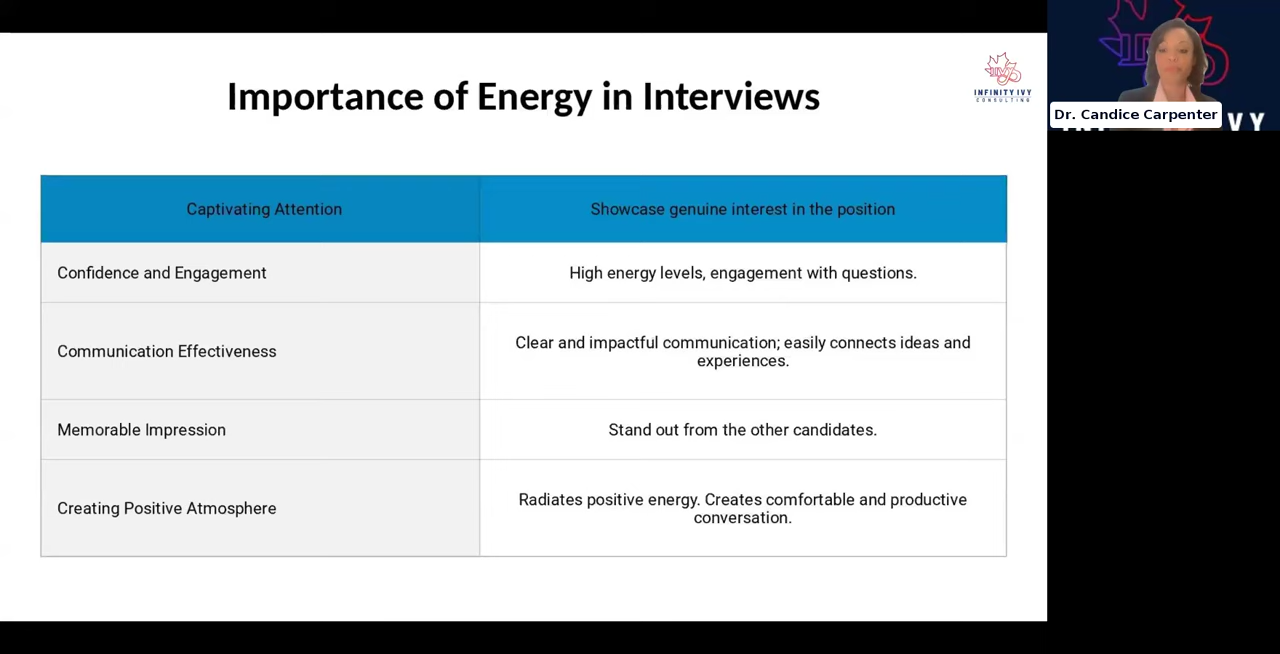 Importance of Energy in Interviews
INFINITY IVY
CONSULTING
Dr. Candice Carpenter
V Y
Captivating Attention
Showcase genuine interest in the position
Confidence and Engagement
High energy levels, engagement with questions.
Communication Effectiveness
Clear and impactful communication; easily connects ideas and
experiences.
Memorable Impression
Stand out from the other candidates.
Creating Positive Atmosphere
Radiates positive energy. Creates comfortable and productive
conversation.